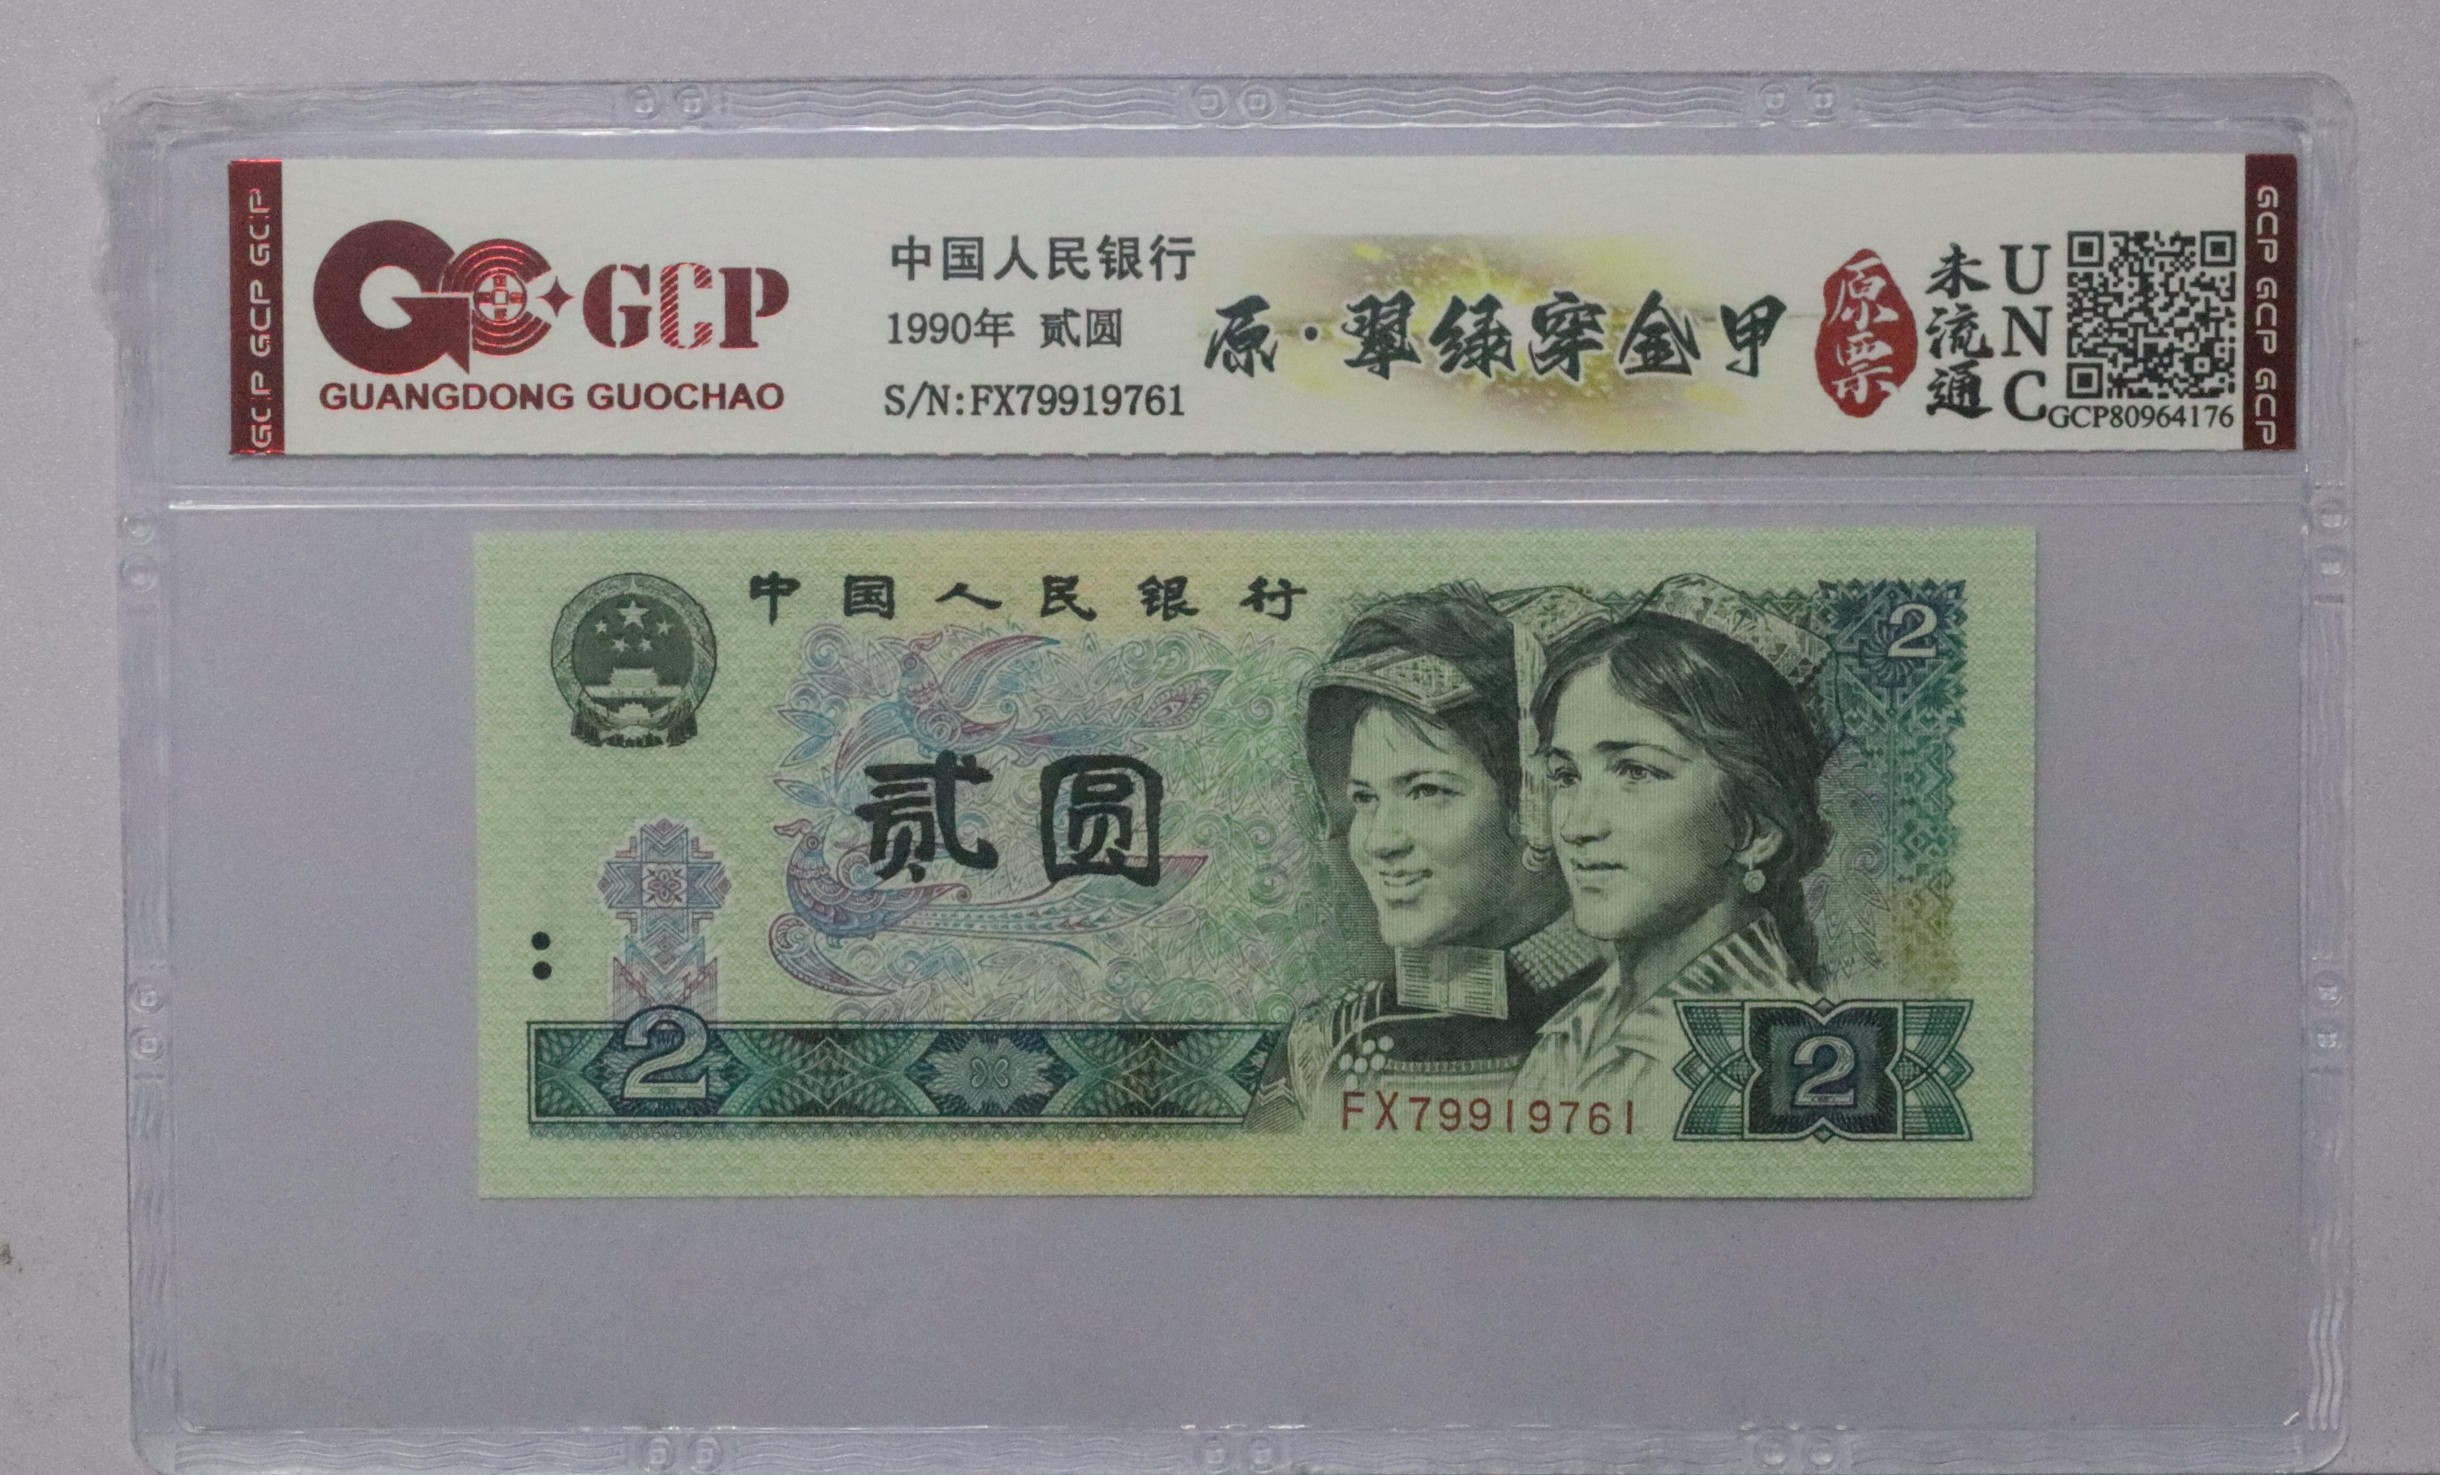 GCP GCP GCP
GCP
GUANGDONG GUOCHAO
中国人民银行
1990年 贰圆
S/N:FX79919761
原·翠绿穿金甲
原票
未流通
UNC
GCP80964176
GCP GCP GCP
中国人民银行
2
贰圆
2
2
FX79919761